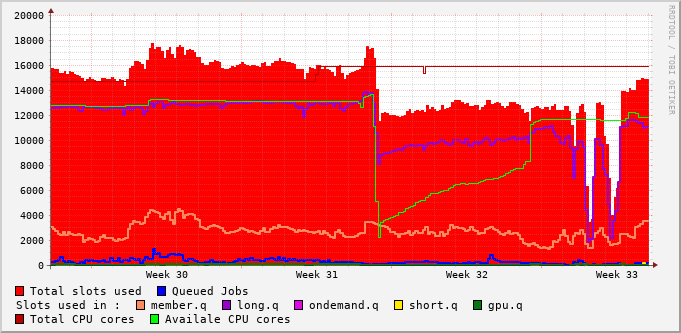 20000
18000
16000
14000
12000
10000
8000
6000
4000
2000
0
Week 30 Week 31 Week 32 Week 33
RRDTOOL / TOBI OETIKER
Total slots used Queued Jobs
Slots used in : member.q long.q ondemand.q short.q gpu.q
Total CPU cores Availale CPU cores